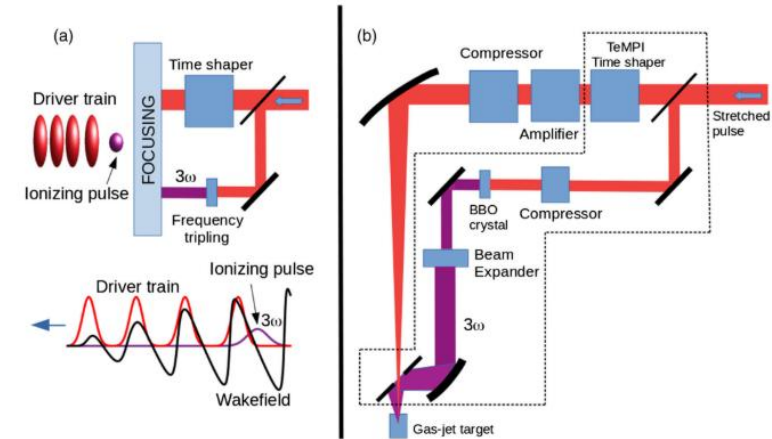 (a)
Time shaper
Driver train
Ionizing pulse
FOCUSING
3ω
Frequency
tripling
Ionizing pulse
Driver train
3ω
Wakefield
(b)
Compressor
TeMPI
Time shaper
Amplifier
Stretched
pulse
BBO
crystal
Compressor
Beam
Expander
3ω
Gas-jet target